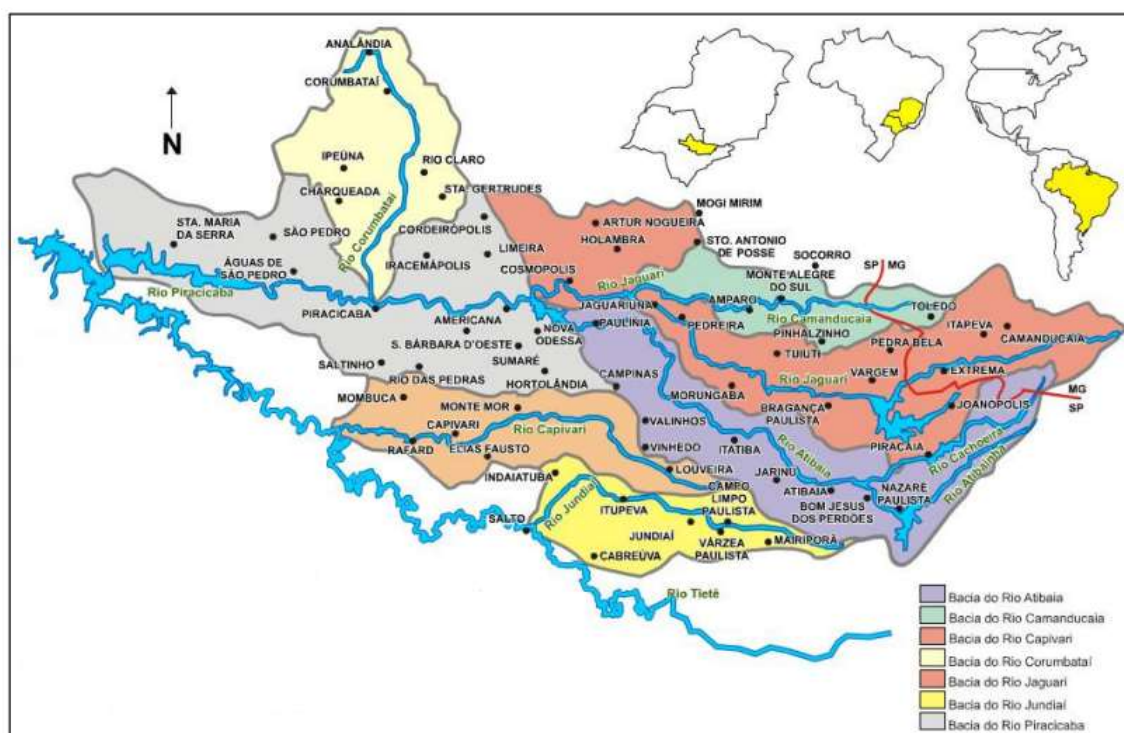 ANALÂNDIA
CORUMBATAÍ
N
IPEÚNA
RIO CLARO
CHARQUEADA
STA. GERTRUDES
Rio Corumbataí
STA. MARIA
DA SERRA
SÃO PEDRO
CORDEIRÓPOLIS
LIMEIRA
IRACEMÁPOLIS
ÁGUAS DE
SÃO PEDRO
Rio Piracicaba
PIRACICABA
AMERICANA
NOVA
ODESSA
S. BÁRBARA D'OESTE
SUMARÉ
SALTINHO
RIO DAS PEDRAS
HORTOLÂNDIA
MOGI MIRIM
ARTUR NOGUEIRA
HOLAMBRA
STO. ANTONIO
DE POSSE
SOCORRO
COSMOPOLIS
Rio Jaguari
MONTE ALEGRE
DO SUL
SP MG
JAGUARIUNA
AMPARO
Rio Camanducaia
TOLEDO
PAULÍNIA
PEDREIRA
PINHALZINHO
PEDRA BELA
ITAPEVA
CAMANDUCAIA
TUIUTI
VARGEM
EXTREMA
CAMPINAS
MORUNGABA
Rio Jaguari
MG
SP
BRAGANÇA
PAULISTA
JOANÓPOLIS
MOMBUCA
MONTE MOR
VALINHOS
CAPIVARI
Rio Capivari
ITATIBA
Rio Atibaia
PIRACAIA
Rio Cachoeira
RAFARD
ELIAS FAUSTO
VINHEDO
Rio Atibainha
LOUVEIRA
JARINU
INDAIATUBA
CAMPO
LIMPO
PAULISTA
ATIBAIA
NAZARÉ
PAULISTA
BOM JESUS
DOS PERDÕES
Rio Jundiaí
ITUPEVA
SALTO
JUNDIAÍ
VÁRZEA
PAULISTA
MAIRIPORÃ
CABREÚVA
Rio Tietê
Bacia do Rio Atibaia
Bacia do Rio Camanducaia
Bacia do Rio Capivari
Bacia do Rio Corumbataí
Bacia do Rio Jaguari
Bacia do Rio Jundiaí
Bacia do Rio Piracicaba